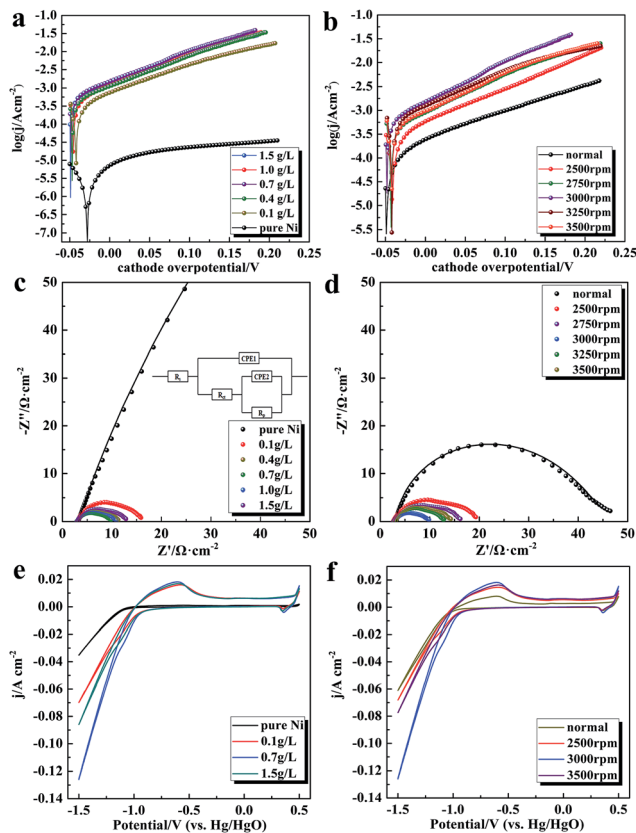 a
-1.0
-1.5
-2.0
-2.5
-3.0
-3.5
-4.0
-4.5
-5.0
-5.5
-6.0
-6.5
-7.0
log(j/Acm⁻²)
1.5 g/L
1.0 g/L
0.7 g/L
0.4 g/L
0.1 g/L
pure Ni
-0.05 0.00 0.05 0.10 0.15 0.20 0.25
cathode overpotential/V
b
-1.0
-1.5
-2.0
-2.5
-3.0
-3.5
-4.0
-4.5
-5.0
-5.5
log(j/Acm⁻²)
normal
2500rpm
2750rpm
3000rpm
3250rpm
3500rpm
-0.05 0.00 0.05 0.10 0.15 0.20 0.25
cathode overpotential/V
c
50
40
30
20
10
0
-Z''/Ω·cm⁻²
CPE1
CPE2
pure Ni
0.1g/L
0.4g/L
0.7g/L
1.0g/L
1.5g/L
0 10 20 30 40 50
Z'/Ω·cm⁻²
d
50
40
30
20
10
0
-Z''/Ω·cm⁻²
normal
2500rpm
2750rpm
3000rpm
3250rpm
3500rpm
0 10 20 30 40 50
Z'/Ω·cm⁻²
e
0.02
0.00
-0.02
-0.04
-0.06
-0.08
-0.10
-0.12
-0.14
j/A cm⁻²
pure Ni
0.1g/L
0.7g/L
1.5g/L
-1.5 -1.0 -0.5 0.0 0.5
Potential/V (vs. Hg/HgO)
f
0.02
0.00
-0.02
-0.04
-0.06
-0.08
-0.10
-0.12
-0.14
j/A cm⁻²
normal
2500rpm
3000rpm
3500rpm
-1.5 -1.0 -0.5 0.0 0.5
Potential/V (vs. Hg/HgO)